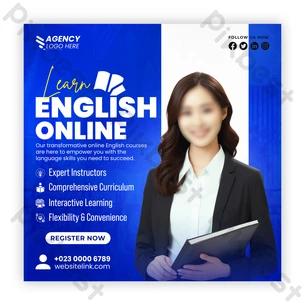 AGENCY
LOGO HERE
FOLLOW US NOW
Learn
ENGLISH
ONLINE
Our transformative online English courses
are here to empower you with the
language skills you need to succeed.
Expert Instructors
Comprehensive Curriculum
Interactive Learning
Flexibility & Convenience
REGISTER NOW
+023 0000 6789
websitelink.com